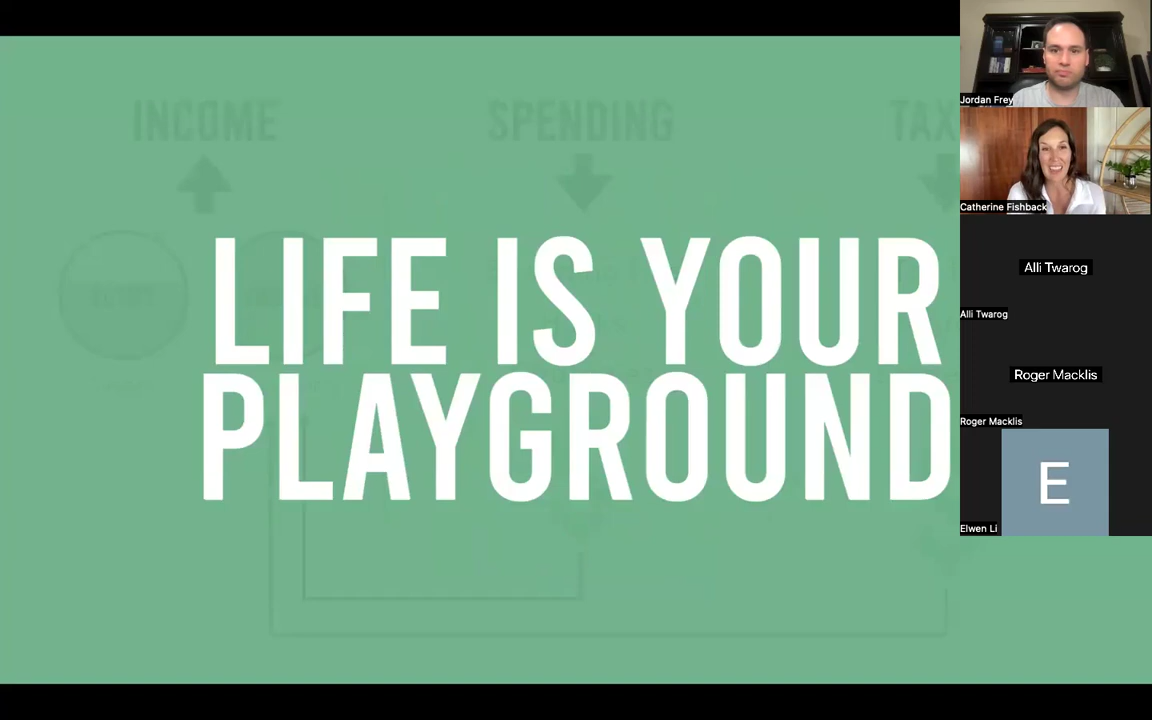 INCOME
SPENDING
TAX
LIFE IS YOUR
PLAYGROUND
Jordan Frey
Catherine Fishback
Alli Twarog
Alli Twarog
Roger Macklis
Roger Macklis
E
Elwen Li